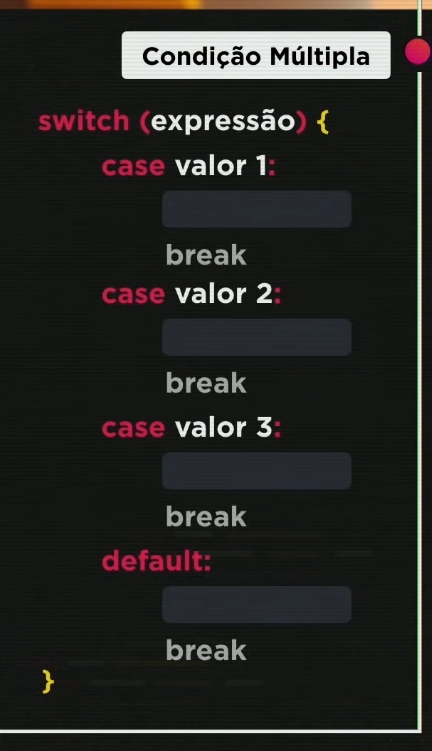 Condição Múltipla
switch (expressão) {
case valor 1:
break
case valor 2:
break
case valor 3:
break
default:
break
}